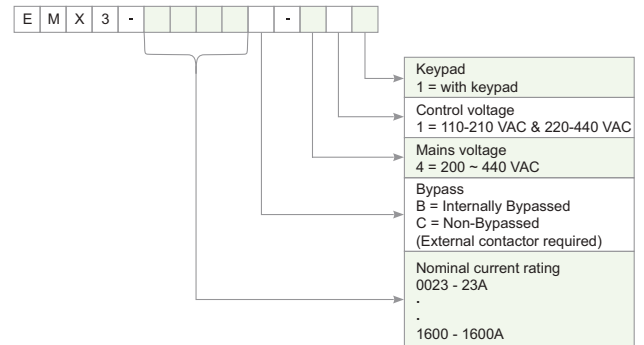 E M X 3 - -
Keypad
1 = with keypad
Control voltage
1 = 110-210 VAC & 220-440 VAC
Mains voltage
4 = 200 ~ 440 VAC
Bypass
B = Internally Bypassed
C = Non-Bypassed
(External contactor required)
Nominal current rating
0023 - 23A
.
.
1600 - 1600A